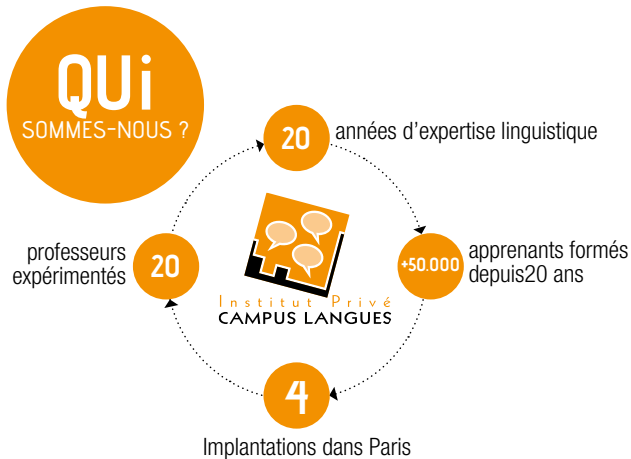 QUi
SOMMES-NOUS ?
20
années d'expertise linguistique
+50.000
apprenants formés
depuis20 ans
professeurs
expérimentés
20
Institut Privé
CAMPUS LANGUES
4
Implantations dans Paris